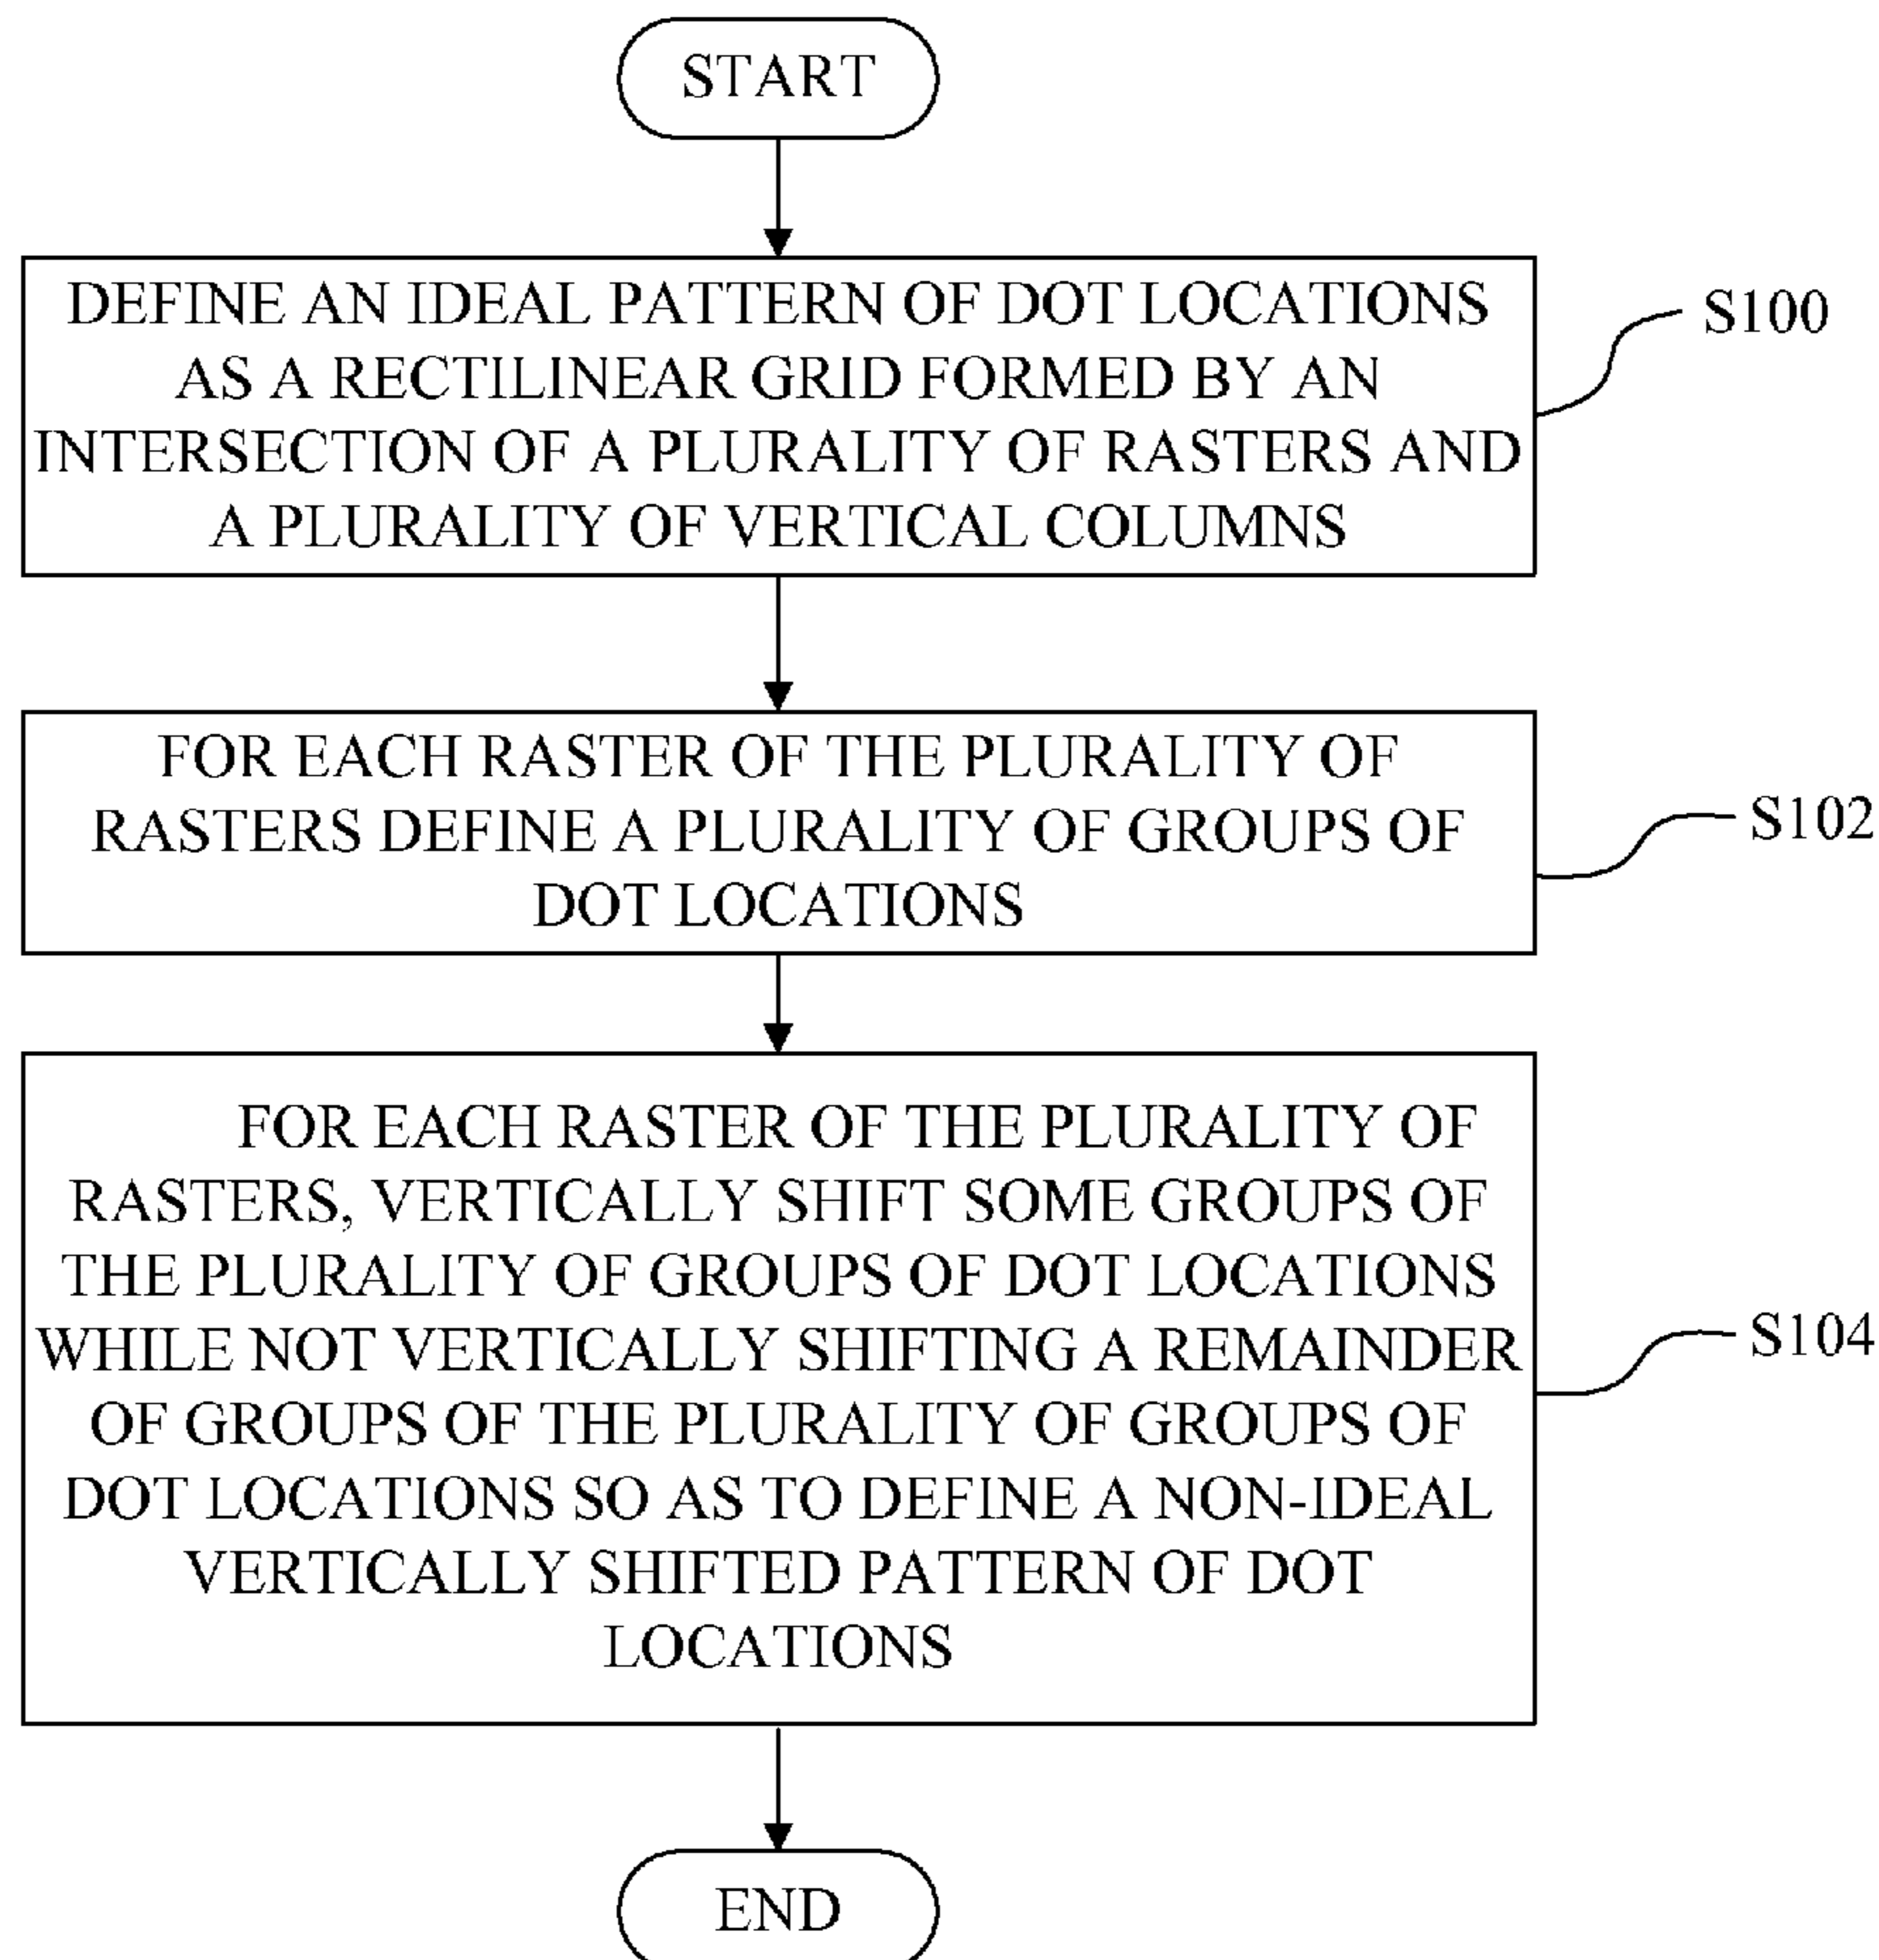 START
DEFINE AN IDEAL PATTERN OF DOT LOCATIONS
AS A RECTILINEAR GRID FORMED BY AN
INTERSECTION OF A PLURALITY OF RASTERS AND
A PLURALITY OF VERTICAL COLUMNS
S100
FOR EACH RASTER OF THE PLURALITY OF
RASTERS DEFINE A PLURALITY OF GROUPS OF
DOT LOCATIONS
S102
FOR EACH RASTER OF THE PLURALITY OF
RASTERS, VERTICALLY SHIFT SOME GROUPS OF
THE PLURALITY OF GROUPS OF DOT LOCATIONS
WHILE NOT VERTICALLY SHIFTING A REMAINDER
OF GROUPS OF THE PLURALITY OF GROUPS OF
DOT LOCATIONS SO AS TO DEFINE A NON-IDEAL
VERTICALLY SHIFTED PATTERN OF DOT
LOCATIONS
S104
END